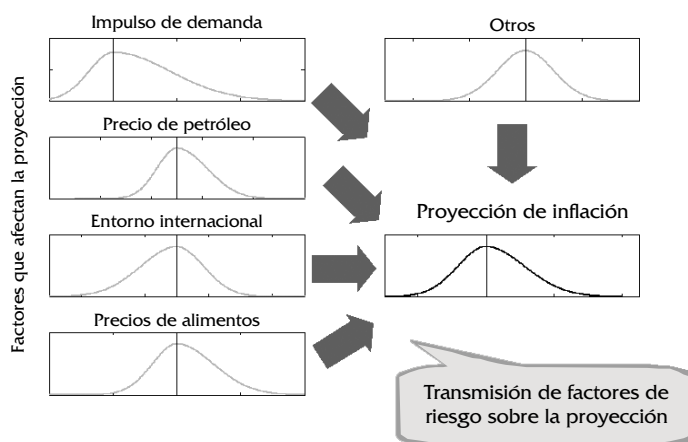 Factores que afectan la proyección
Impulso de demanda
Precio de petróleo
Entorno internacional
Precios de alimentos
Otros
Proyección de inflación
Transmisión de factores de
riesgo sobre la proyección